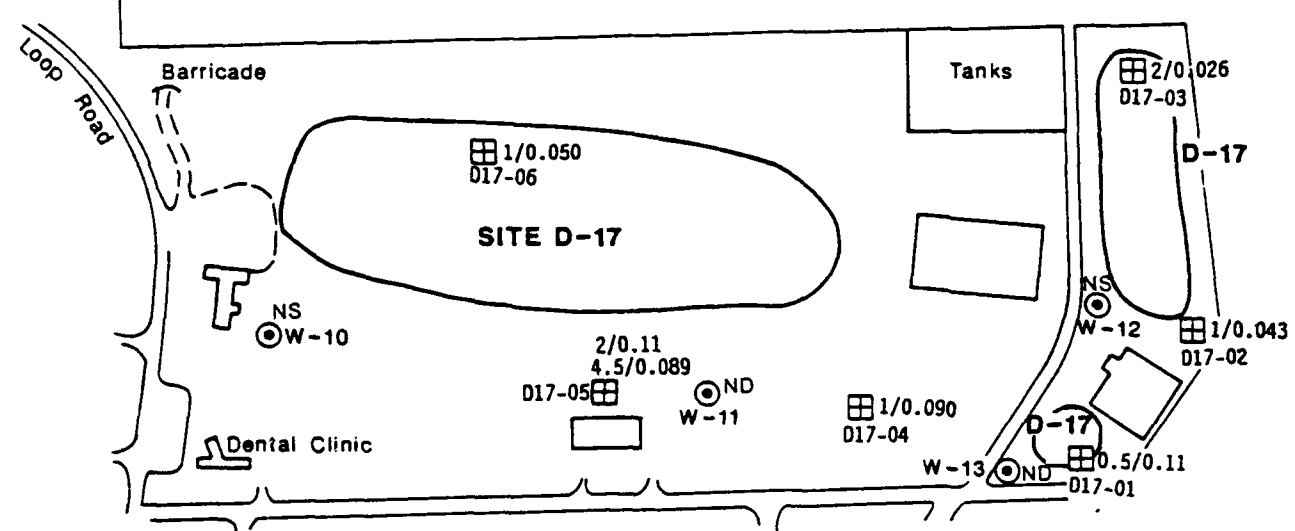 Loop Road
Barricade
Tanks
2/0.026
D17-03
D-17
1/0.050
D17-06
SITE D-17
NS
W-10
NS
W-12
1/0.043
D17-02
2/0.11
4.5/0.089
D17-05
ND
W-11
1/0.090
D17-04
D-17
Dental Clinic
W-13
ND
0.5/0.11
D17-01